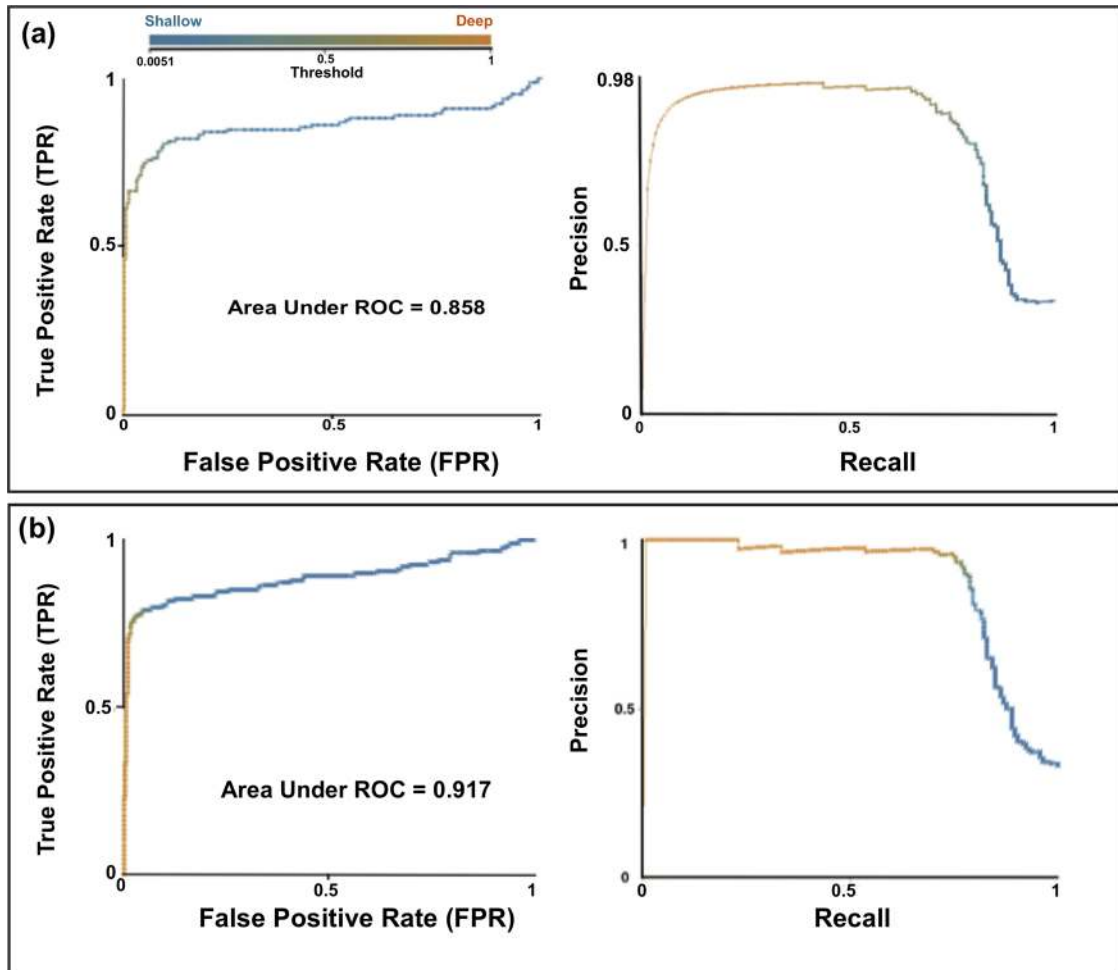 (a)
Shallow Deep
0.0051 0.5 1
Threshold
True Positive Rate (TPR)
1
0.5
0
0 0.5 1
False Positive Rate (FPR)
Area Under ROC = 0.858
Precision
0.98
0.5
0
0 0.5 1
Recall
(b)
True Positive Rate (TPR)
1
0.5
0
0 0.5 1
False Positive Rate (FPR)
Area Under ROC = 0.917
Precision
1
0.5
0
0 0.5 1
Recall